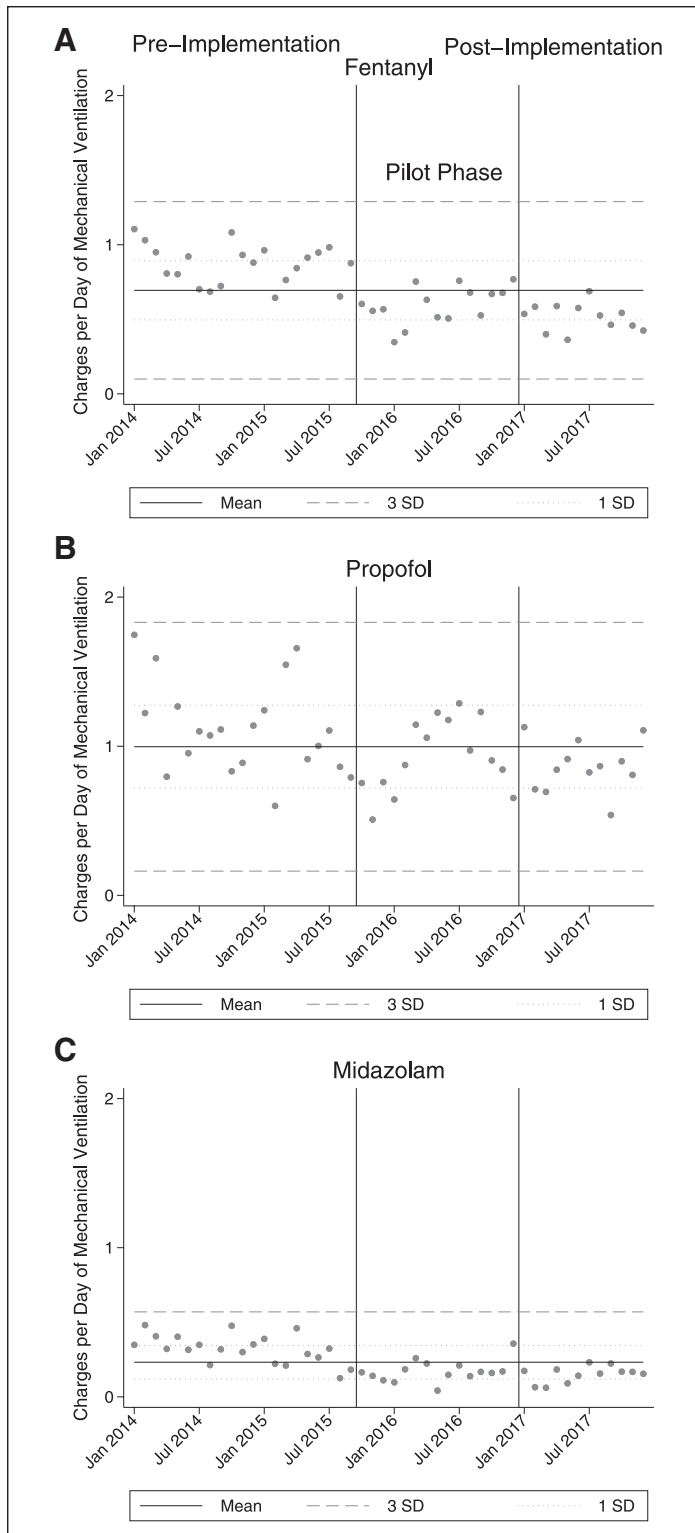 A
Pre–Implementation
Post–Implementation
Fentanyl
Pilot Phase
Charges per Day of Mechanical Ventilation
2
1
0
Jan 2014
Jul 2014
Jan 2015
Jul 2015
Jan 2016
Jul 2016
Jan 2017
Jul 2017
Mean 3 SD 1 SD
B
Propofol
Charges per Day of Mechanical Ventilation
2
1
0
Jan 2014
Jul 2014
Jan 2015
Jul 2015
Jan 2016
Jul 2016
Jan 2017
Jul 2017
Mean 3 SD 1 SD
C
Midazolam
Charges per Day of Mechanical Ventilation
2
1
0
Jan 2014
Jul 2014
Jan 2015
Jul 2015
Jan 2016
Jul 2016
Jan 2017
Jul 2017
Mean 3 SD 1 SD